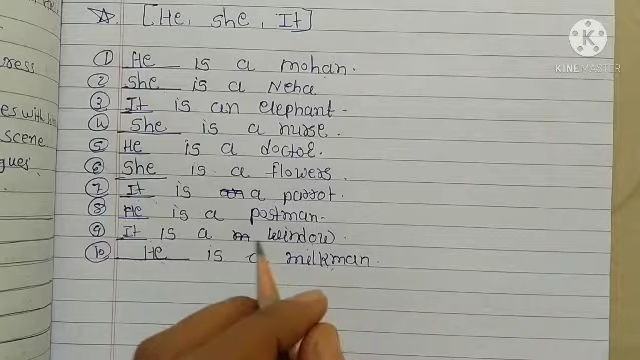 ☆ [He, she, It]
ress
① He is a mohan.
② She is a Neha
③ It is an elephant.
es with
④ She is a nurse.
scene
⑤ He is a doctor.
gues.
⑥ She is a flowers.
⑦ It is a parrot.
⑧ He is a postman.
⑨ It is a window.
⑩ He is a milkman.
K
KINEMASTER